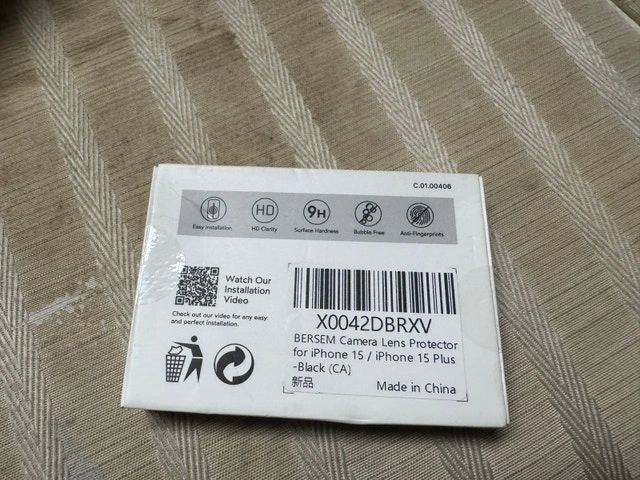 C.01.00406
HD
9H
Easy Installation
HD Clarity
Surface Hardness
Bubble Free
Anti-Fingerprints
Watch Our
Installation
Video
Check out our video for any easy
and perfect installation.
X0042DBRXV
BERSEM Camera Lens Protector
for iPhone 15 / iPhone 15 Plus
-Black (CA)
新品
Made in China